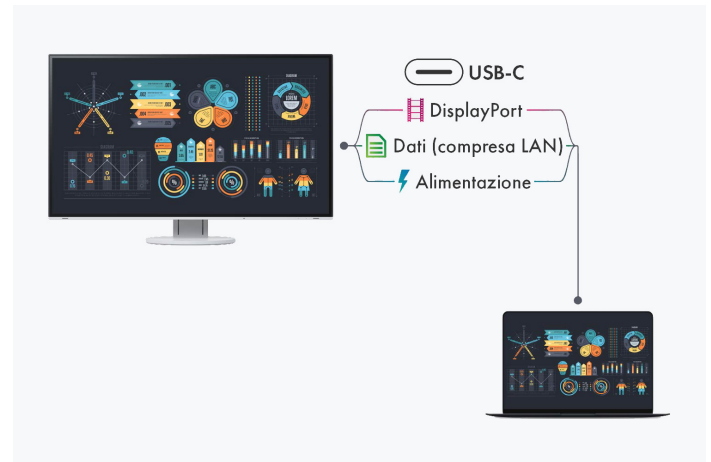 USB-C
DisplayPort
Dati (compresa LAN)
Alimentazione